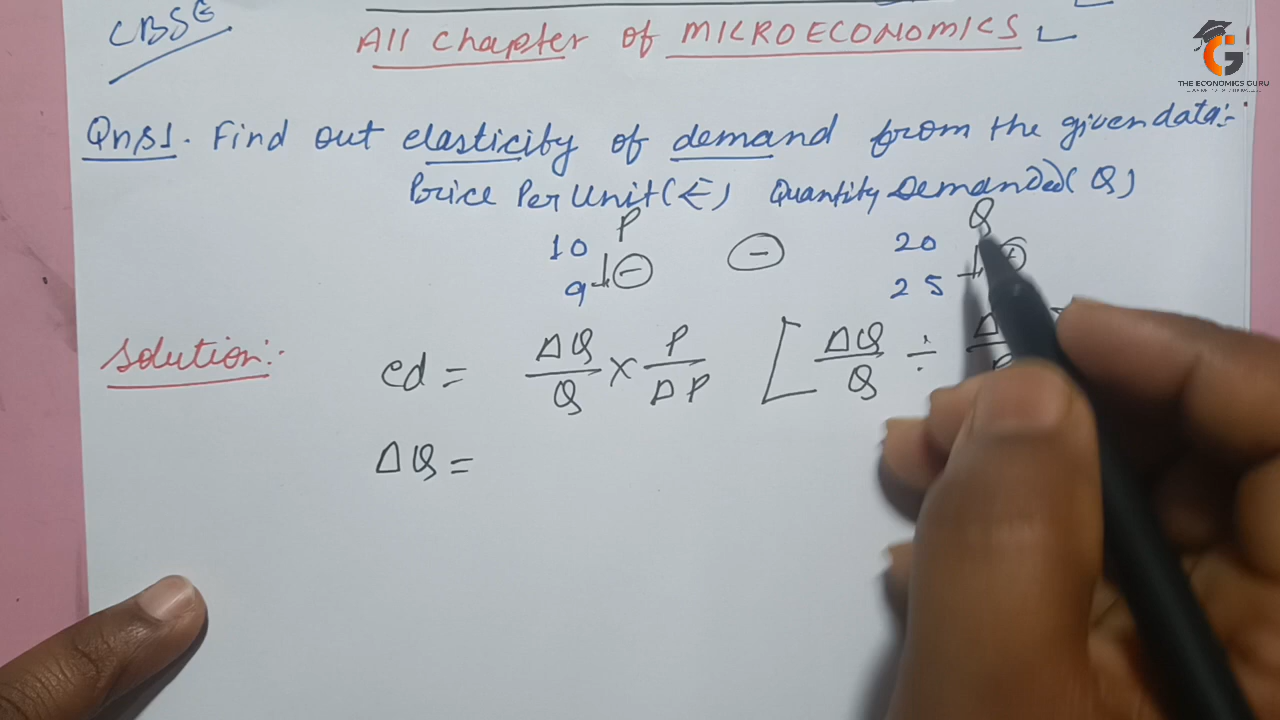 CBSE
All Chapter of MICROECONOMICS
THE ECONOMICS GURU
Qns1. Find out elasticity of demand from the given data:-
Price Per Unit(₹) Quantity Demanded(Q)
P Q
10 - 20 +
9 - 25
Solution:- ed = ΔQ/Q × P/ΔP [ ΔQ/Q ÷
ΔQ =